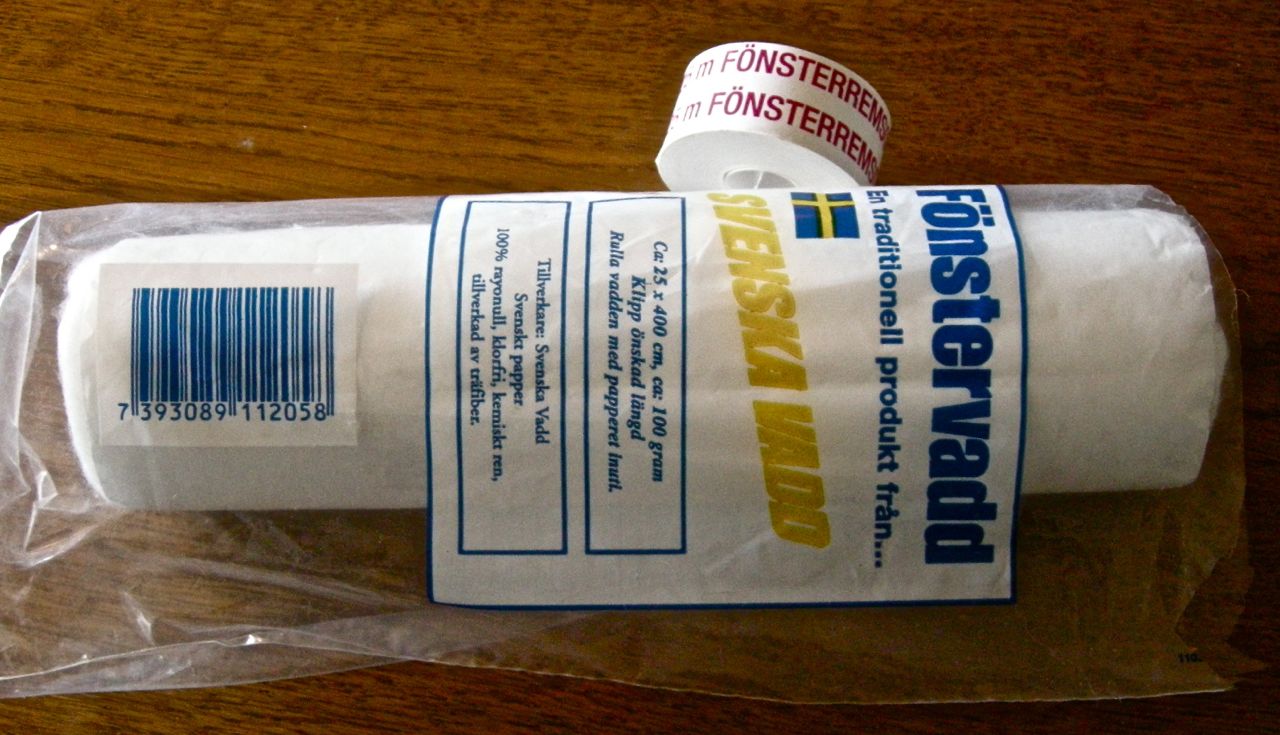 m FÖNSTERREMS
m FÖNSTERREMS
Fönstervadd
En traditionell produkt från...
SVENSKA VADD
Ca: 25 x 400 cm, ca: 100 gram
Klipp önskad längd
Rulla vadden med papperet inuti.
Tillverkare: Svenska Vadd
Svenskt papper
100% rayonull, klorfri, kemiskt ren,
tillverkad av träfiber.
7 393089 112058